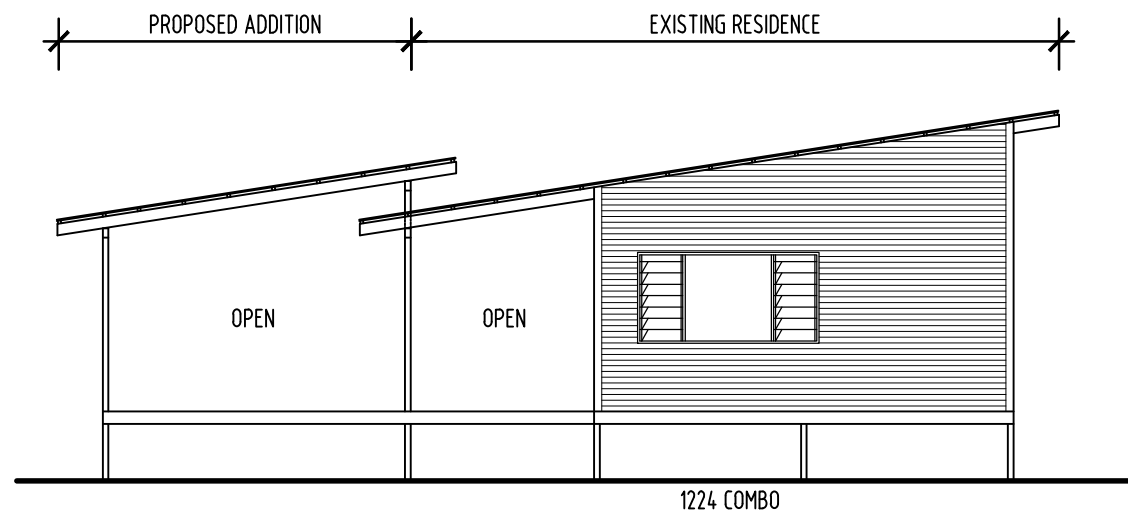 PROPOSED ADDITION
EXISTING RESIDENCE
OPEN
OPEN
1224 COMBO